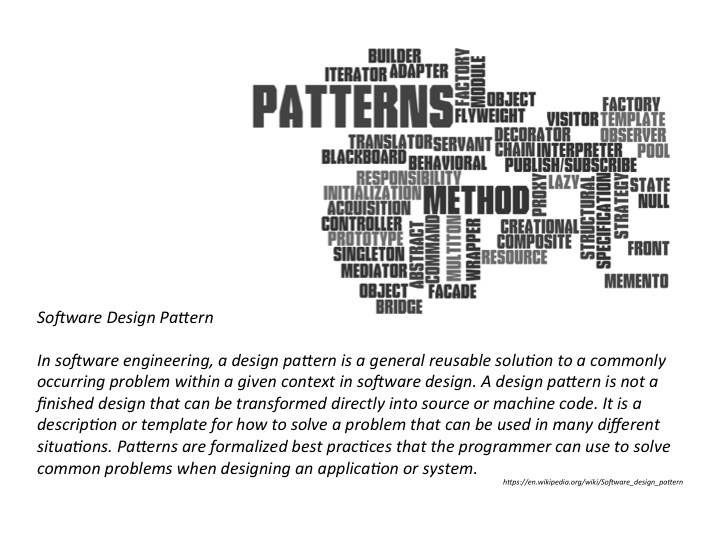 BUILDER
ITERATOR ADAPTER
FACTORY
MODULE
PATTERNS
OBJECT
FLYWEIGHT
FACTORY
VISITOR TEMPLATE
DECORATOR OBSERVER
TRANSLATOR SERVANT CHAIN INTERPRETER POOL
BLACKBOARD BEHAVIORAL PUBLISH/SUBSCRIBE
RESPONSIBILITY
INITIALIZATION METHOD
PROXY
LAZY
STRUCTURAL
SPECIFICATION
STRATEGY
STATE
NULL
ACQUISITION
CONTROLLER
PROTOTYPE
SINGLETON
MEDIATOR
ABSTRACT
COMMAND
MULTITON
WRAPPER
CREATIONAL
COMPOSITE
RESOURCE
FRONT
MEMENTO
OBJECT FACADE
BRIDGE
Software Design Pattern
In software engineering, a design pattern is a general reusable solution to a commonly
occurring problem within a given context in software design. A design pattern is not a
finished design that can be transformed directly into source or machine code. It is a
description or template for how to solve a problem that can be used in many different
situations. Patterns are formalized best practices that the programmer can use to solve
common problems when designing an application or system.
https://en.wikipedia.org/wiki/Software_design_pattern